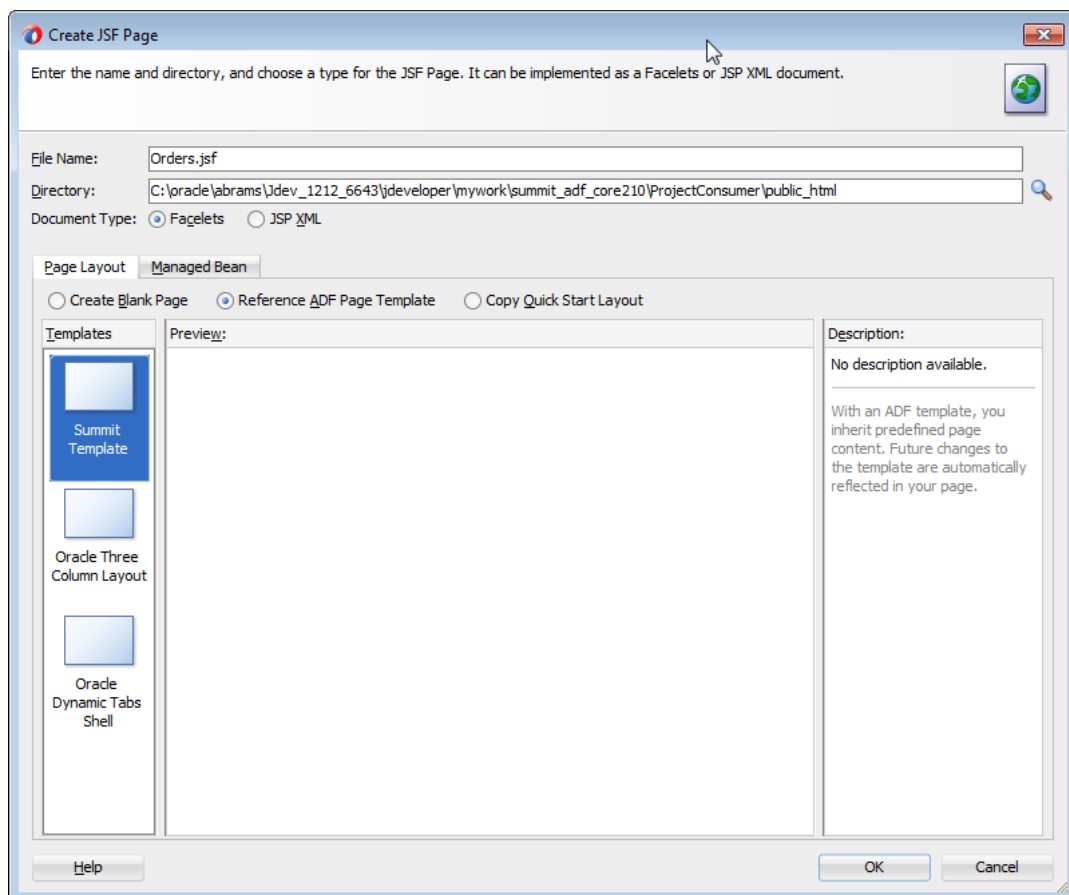 Create JSF Page
Enter the name and directory, and choose a type for the JSF Page. It can be implemented as a Facelets or JSP XML document.
File Name: Orders.jsf
Directory: C:\oracle\abrams\Jdev_1212_6643\jdeveloper\mywork\summit_adf_core210\ProjectConsumer\public_html
Document Type: Facelets JSP XML
Page Layout Managed Bean
Create Blank Page Reference ADF Page Template Copy Quick Start Layout
Templates Preview: Description:
Summit
Template
Oracle Three
Column Layout
Oracle
Dynamic Tabs
Shell
No description available.
With an ADF template, you
inherit predefined page
content. Future changes to
the template are automatically
reflected in your page.
Help OK Cancel